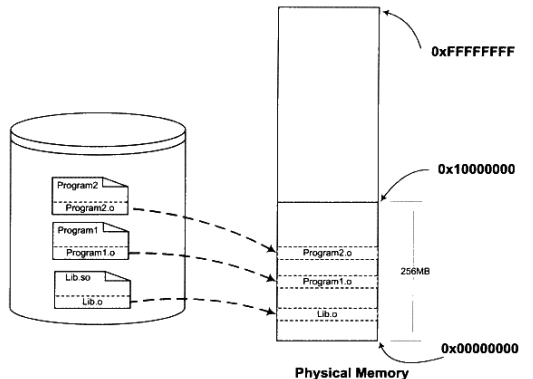 0xFFFFFFFF
0x10000000
Program2
Program2.o
Program1
Program1.o
Lib.so
Lib.o
Program2.o
Program1.o
Lib.o
256MB
0x00000000
Physical Memory